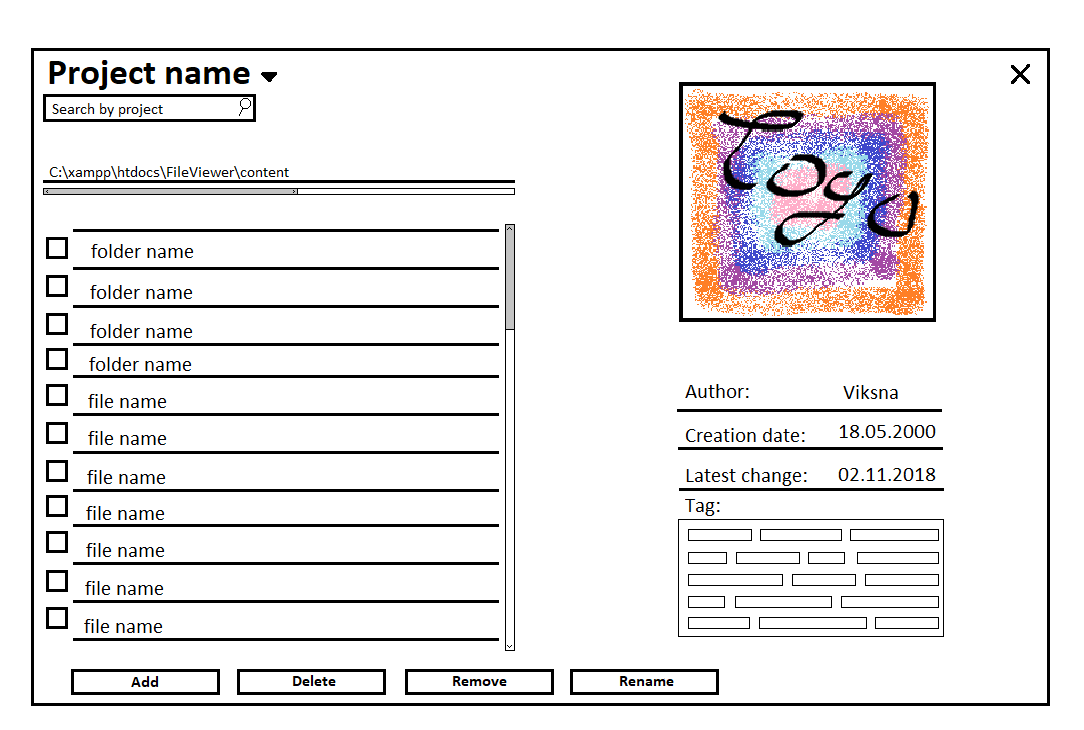 Project name
Search by project
C:\xampp\htdocs\FileViewer\content
folder name
folder name
folder name
folder name
file name
file name
file name
file name
file name
file name
file name
Logo
Author: Viksna
Creation date: 18.05.2000
Latest change: 02.11.2018
Tag:
Add Delete Remove Rename